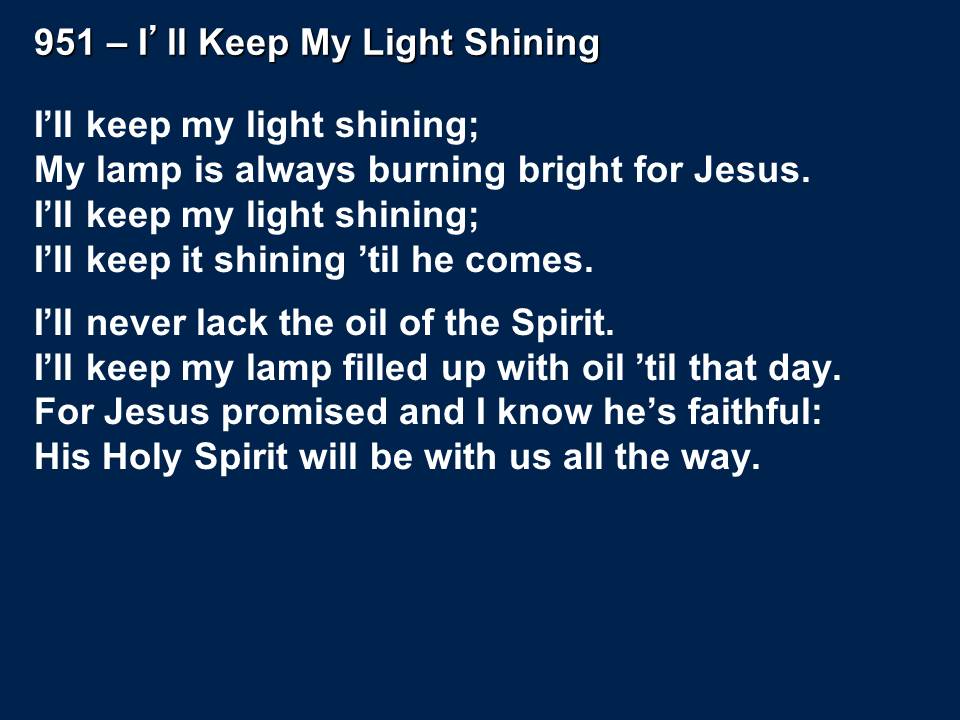 951 – I’ ll Keep My Light Shining
I’ll keep my light shining;
My lamp is always burning bright for Jesus.
I’ll keep my light shining;
I’ll keep it shining ’til he comes.
I’ll never lack the oil of the Spirit.
I’ll keep my lamp filled up with oil ’til that day.
For Jesus promised and I know he’s faithful:
His Holy Spirit will be with us all the way.